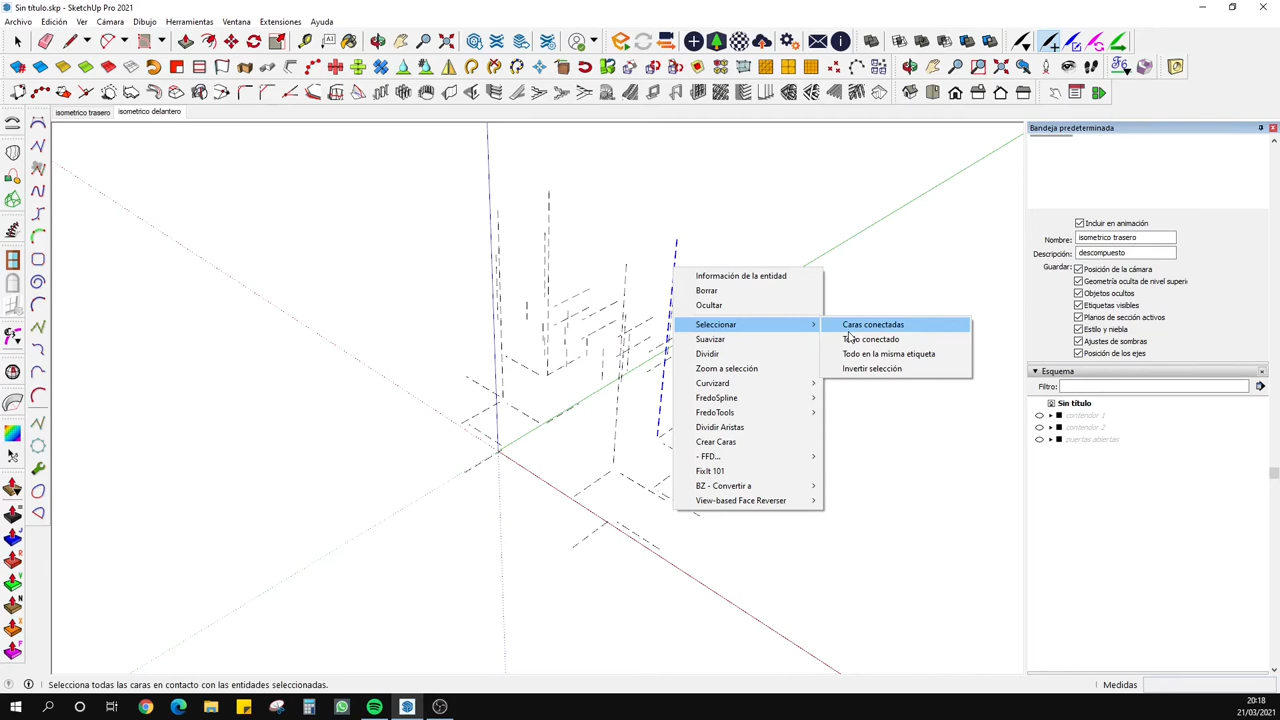 Sin título.skp - SketchUp Pro 2021
Archivo Edición Ver Cámara Dibujo Herramientas Ventana Extensiones Ayuda
isometrico trasero isometrico delantero
Bandeja predeterminada
Incluir en animación
Nombre: isometrico trasero
Descripción: descompuesto
Guardar: Posición de la cámara
Geometría oculta de nivel superio
Objetos ocultos
Etiquetas visibles
Planos de sección activos
Estilo y niebla
Ajustes de sombras
Posición de los ejes
Esquema
Filtro:
Sin título
contendor 1
contendor 2
puertas abiertas
Información de la entidad
Borrar
Ocultar
Seleccionar
Suavizar
Dividir
Zoom a selección
Curvizard
FredoSpline
FredoTools
Dividir Aristas
Crear Caras
- FFD...
FixIt 101
BZ - Convertir a
View-based Face Reverser
Caras conectadas
conectado
Todo en la misma etiqueta
Invertir selección
Selecciona todas las caras en contacto con las entidades seleccionadas.
Medidas
20:18
21/03/2021